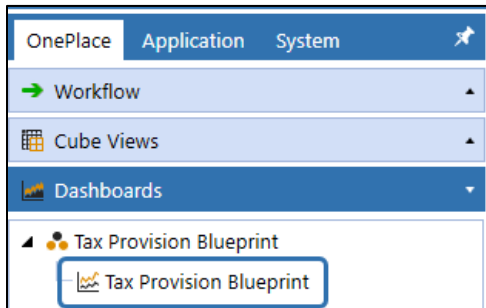 OnePlace Application System
Workflow
Cube Views
Dashboards
Tax Provision Blueprint
Tax Provision Blueprint